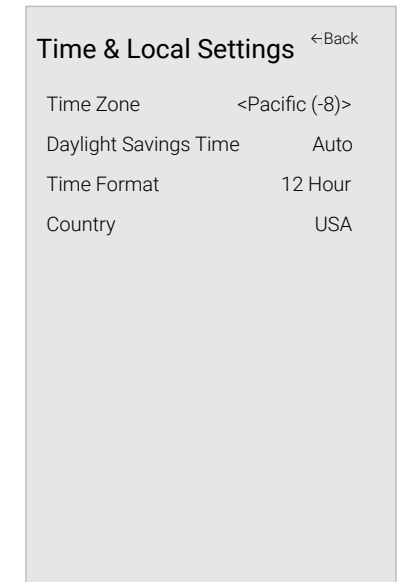 Time & Local Settings ←Back
Time Zone <Pacific (-8)>
Daylight Savings Time Auto
Time Format 12 Hour
Country USA